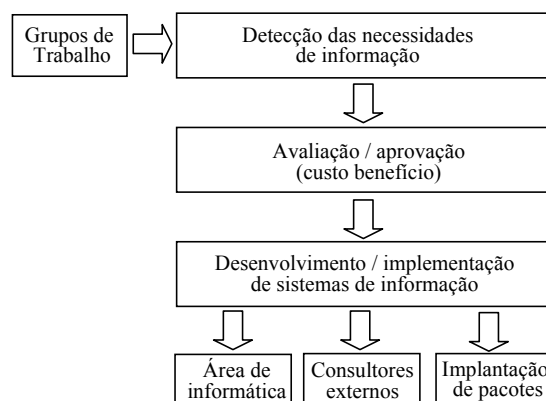 Grupos de
Trabalho
Detecção das necessidades
de informação
Avaliação / aprovação
(custo benefício)
Desenvolvimento / implementação
de sistemas de informação
Área de
informática
Consultores
externos
Implantação
de pacotes